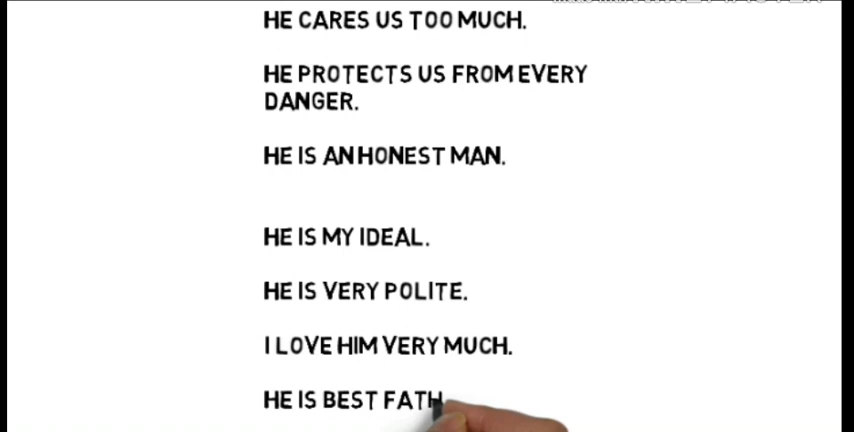 HE CARES US TOO MUCH.
HE PROTECTS US FROM EVERY
DANGER.
HE IS AN HONEST MAN.
HE IS MY IDEAL.
HE IS VERY POLITE.
I LOVE HIM VERY MUCH.
HE IS BEST FATH